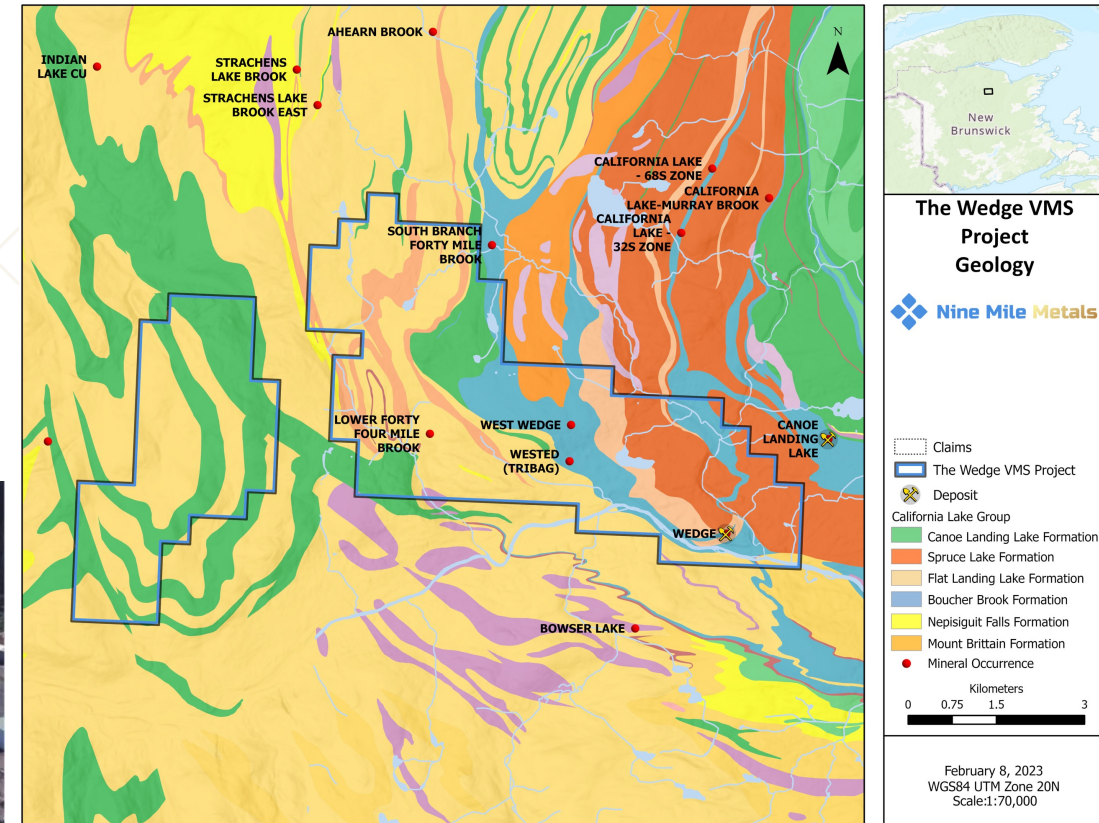 AHEARN BROOK
INDIAN
LAKE CU
STRACHENS
LAKE BROOK
STRACHENS LAKE
BROOK EAST
N
CALIFORNIA LAKE
- 68S ZONE
CALIFORNIA
LAKE-MURRAY BROOK
CALIFORNIA
LAKE -
32S ZONE
SOUTH BRANCH
FORTY MILE
BROOK
LOWER FORTY
FOUR MILE
BROOK
WEST WEDGE
WESTED
(TRIBAG)
CANOE
LANDING
LAKE
WEDGE
BOWSER LAKE
New
Brunswick
The Wedge VMS
Project
Geology
Nine Mile Metals
Claims
The Wedge VMS Project
Deposit
California Lake Group
Canoe Landing Lake Formation
Spruce Lake Formation
Flat Landing Lake Formation
Boucher Brook Formation
Nepisiguit Falls Formation
Mount Brittain Formation
Mineral Occurrence
Kilometers
0 0.75 1.5 3
February 8, 2023
WGS84 UTM Zone 20N
Scale:1:70,000